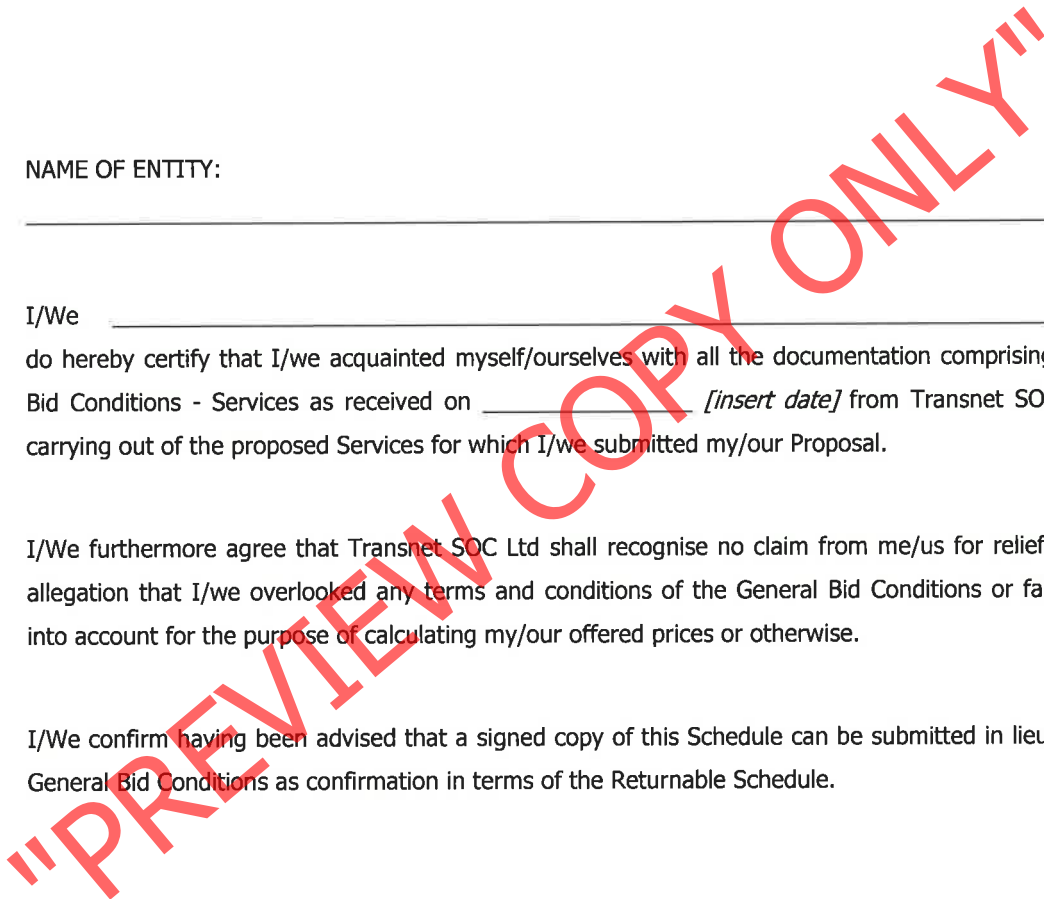 NAME OF ENTITY:
I/We
do hereby certify that I/we acquainted myself/ourselves with all the documentation comprising
Bid Conditions - Services as received on _______________ [insert date] from Transnet SO
carrying out of the proposed Services for which I/we submitted my/our Proposal.
I/We furthermore agree that Transnet SOC Ltd shall recognise no claim from me/us for relief
allegation that I/we overlooked any terms and conditions of the General Bid Conditions or fa
into account for the purpose of calculating my/our offered prices or otherwise.
I/We confirm having been advised that a signed copy of this Schedule can be submitted in lieu
General Bid Conditions as confirmation in terms of the Returnable Schedule.
"PREVIEW COPY ONLY"